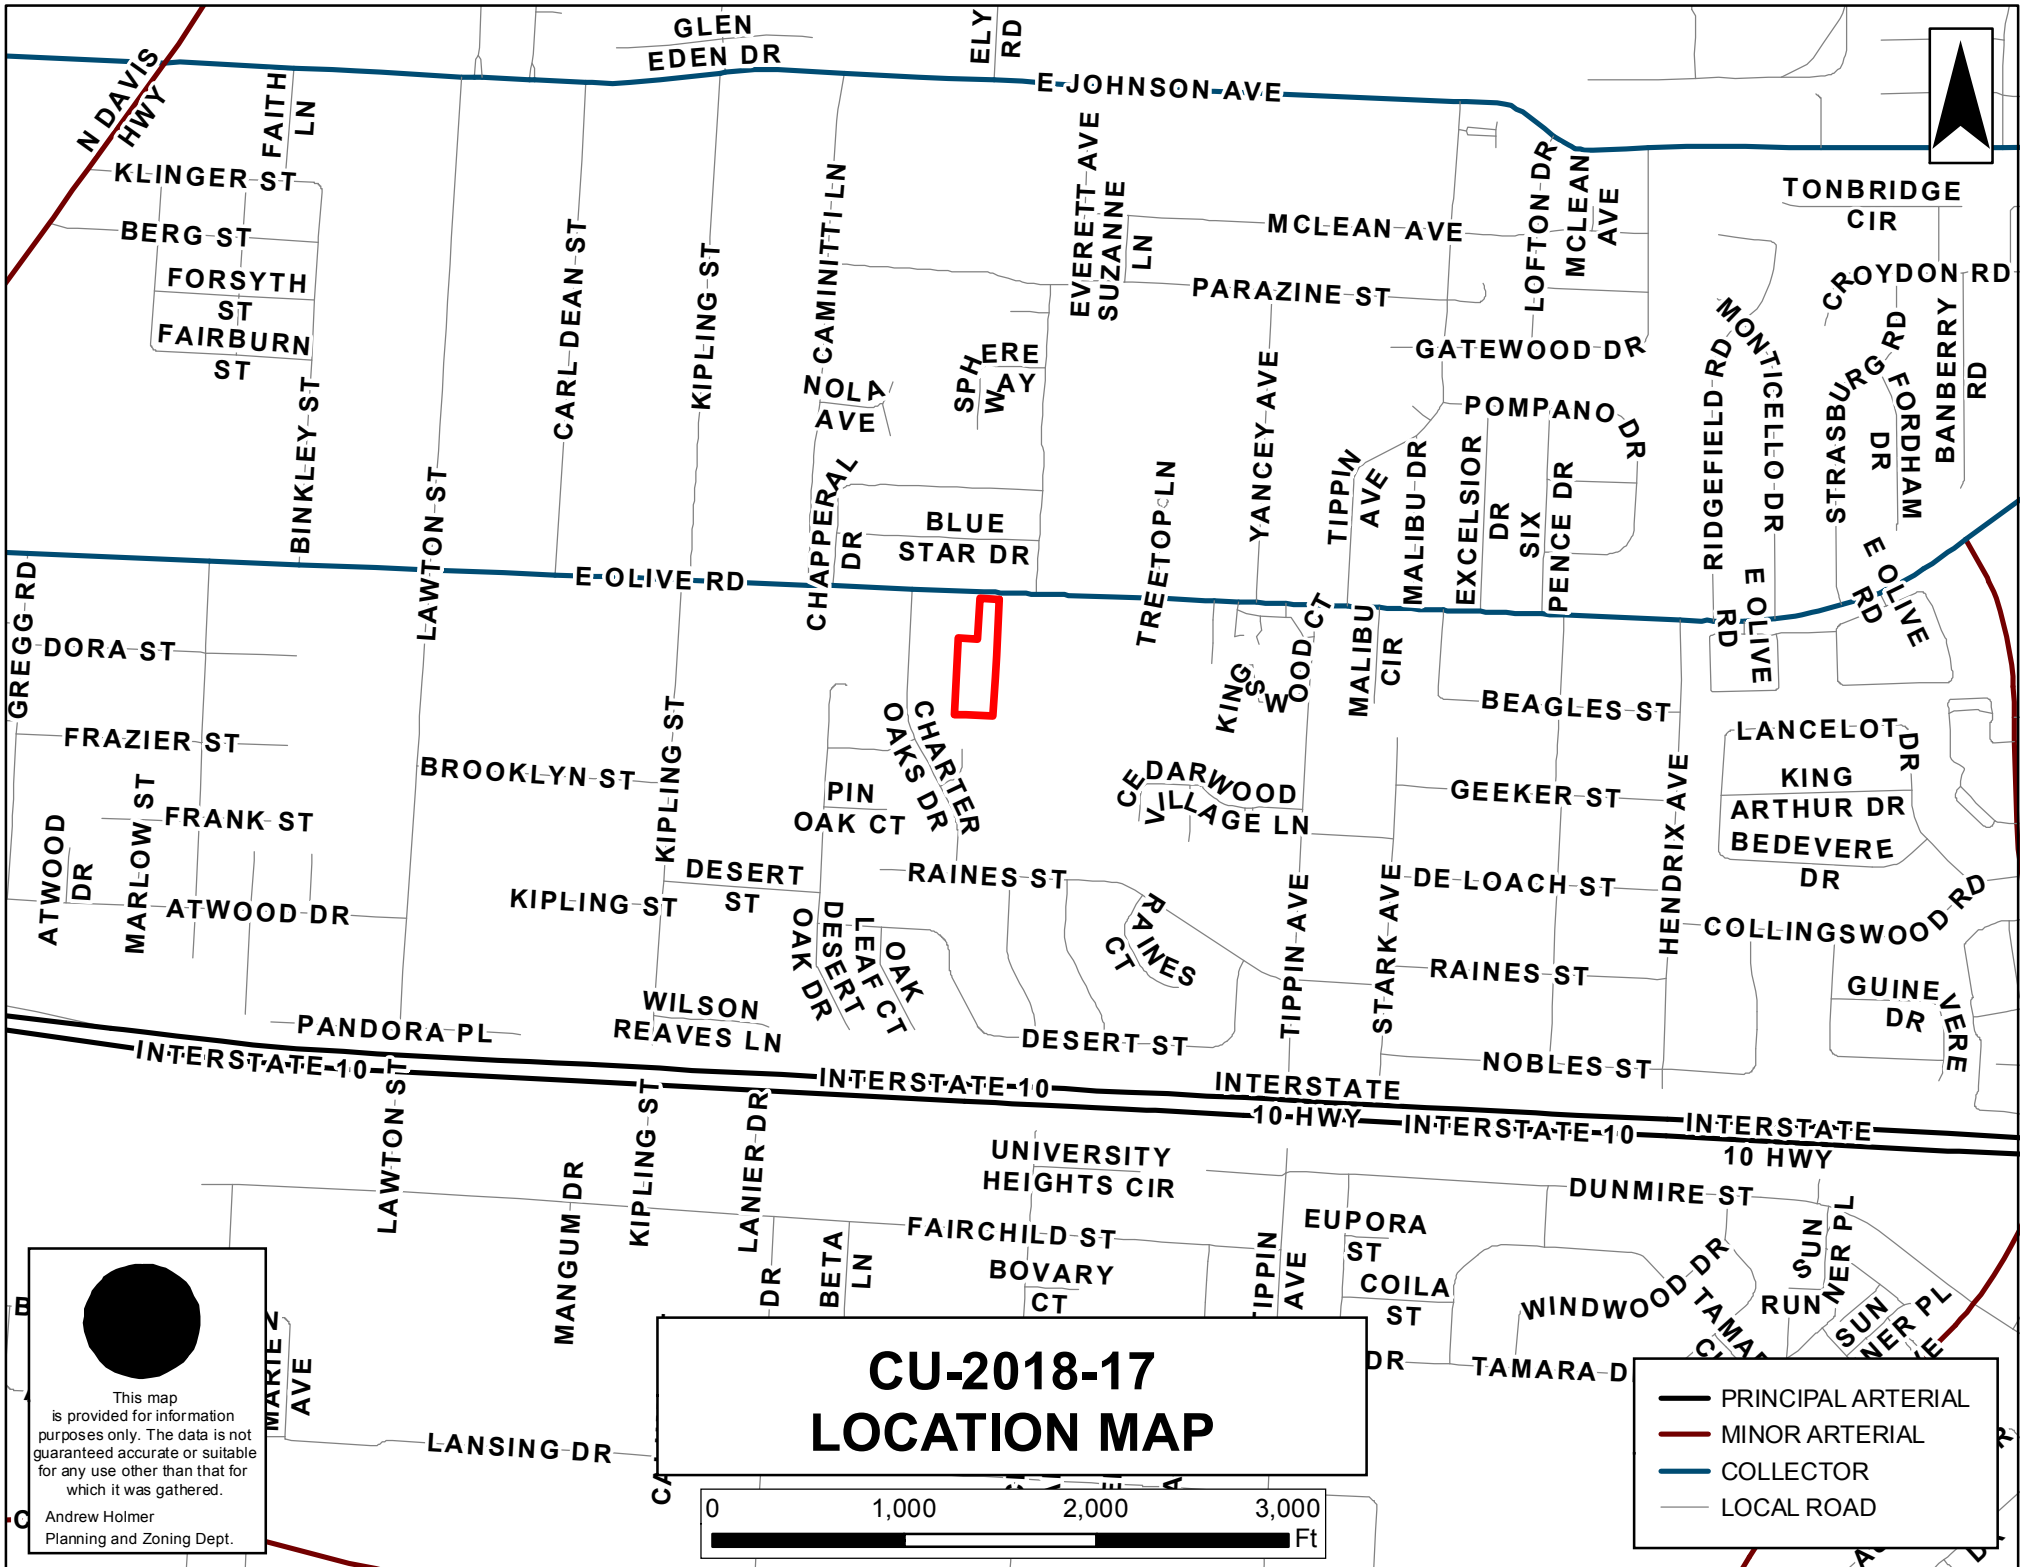 GLEN
EDEN DR
ELY
RD
E JOHNSON AVE
N DAVIS
HWY
FAITH
LN
KLINGER ST
BERG ST
FORSYTH
ST
FAIRBURN
ST
BINKLEY ST
LAWTON ST
CARL DEAN ST
KIPLING ST
CAMINITTI LN
NOLA
AVE
SPHERE
WAY
EVERETT AVE
SUZANNE
LN
MCLEAN AVE
PARAZINE ST
LOFTON DR
MCLEAN
AVE
TONBRIDGE
CIR
CROYDON RD
GATEWOOD DR
YANCEY AVE
TIPPIN
AVE
MALIBU DR
POMPANO DR
EXCELSIOR
DR
SIX
PENCE DR
RIDGEFIELD RD
MONTICELLO DR
STRASBURG RD
FORDHAM
DR
BANBERRY
RD
CHAPPERAL
DR
BLUE
STAR DR
TREETOP LN
E OLIVE RD
E OLIVE
RD
E OLIVE
RD
GREGG RD
DORA ST
FRAZIER ST
FRANK ST
MARLOW ST
ATWOOD
DR
ATWOOD DR
LAWTON ST
BROOKLYN ST
KIPLING ST
KIPLING ST
CHARTER
OAKS DR
PIN
OAK CT
DESERT
ST
RAINES ST
RAINES
CT
DESERT
OAK DR
OAK
LEAF CT
WILSON
REAVES LN
DESERT ST
KINGSWOOD CT
MALIBU
CIR
CEDARWOOD
VILLAGE LN
TIPPIN AVE
STARK AVE
BEAGLES ST
GEEKER ST
DE LOACH ST
RAINES ST
NOBLES ST
HENDRIX AVE
LANCELOT DR
KING
ARTHUR DR
BEDEVERE
DR
COLLINGSWOOD RD
GUINEVERE
DR
PANDORA PL
INTERSTATE 10
INTERSTATE 10
INTERSTATE
10 HWY
INTERSTATE 10
INTERSTATE
10 HWY
LAWTON ST
KIPLING ST
LANIER DR
MANGUM DR
UNIVERSITY
HEIGHTS CIR
FAIRCHILD ST
BOVARY
CT
BETA
LN
DR
TIPPIN
AVE
EUPORA
ST
COILA
ST
DUNMIRE ST
WINDWOOD DR
SUN
NER PL
RUN
SUN
NER PL
TAMARA D
DR
AVE
LANSING DR
This map
is provided for information
purposes only. The data is not
guaranteed accurate or suitable
for any use other than that for
which it was gathered.
Andrew Holmer
Planning and Zoning Dept.
CU-2018-17
LOCATION MAP
0 1,000 2,000 3,000
Ft
PRINCIPAL ARTERIAL
MINOR ARTERIAL
COLLECTOR
LOCAL ROAD